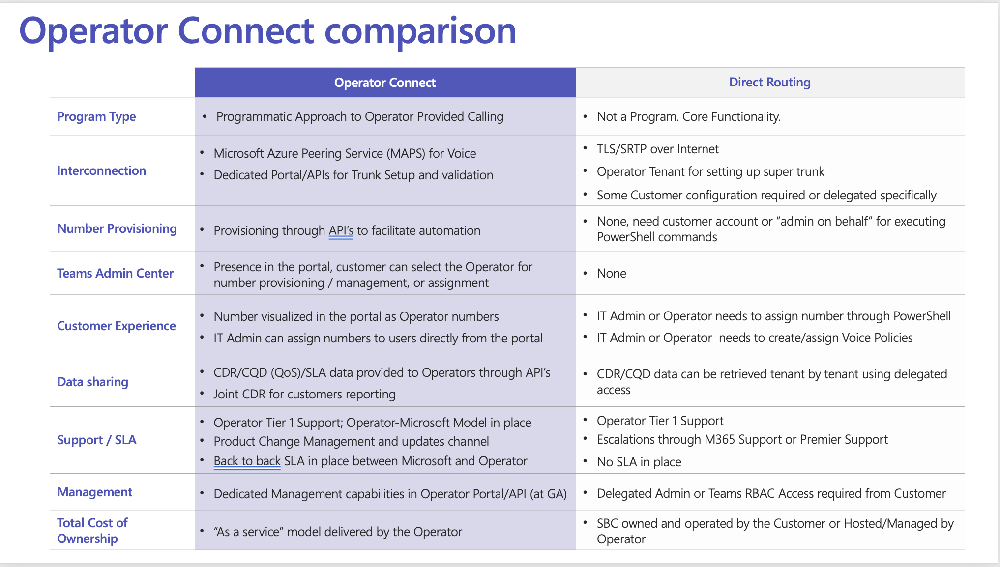 Operator Connect comparison
Operator Connect
Direct Routing
Program Type
• Programmatic Approach to Operator Provided Calling
• Not a Program. Core Functionality.
Interconnection
• Microsoft Azure Peering Service (MAPS) for Voice
• Dedicated Portal/APIs for Trunk Setup and validation
• TLS/SRTP over Internet
• Operator Tenant for setting up super trunk
• Some Customer configuration required or delegated specifically
Number Provisioning
• Provisioning through API’s to facilitate automation
• None, need customer account or “admin on behalf” for executing
PowerShell commands
Teams Admin Center
• Presence in the portal, customer can select the Operator for
number provisioning / management, or assignment
• None
Customer Experience
• Number visualized in the portal as Operator numbers
• IT Admin can assign numbers to users directly from the portal
• IT Admin or Operator needs to assign number through PowerShell
• IT Admin or Operator  needs to create/assign Voice Policies
Data sharing
• CDR/CQD (QoS)/SLA data provided to Operators through API’s
• Joint CDR for customers reporting
• CDR/CQD data can be retrieved tenant by tenant using delegated
access
Support / SLA
• Operator Tier 1 Support; Operator-Microsoft Model in place
• Product Change Management and updates channel
• Back to back SLA in place between Microsoft and Operator
• Operator Tier 1 Support
• Escalations through M365 Support or Premier Support
• No SLA in place
Management
• Dedicated Management capabilities in Operator Portal/API (at GA)
• Delegated Admin or Teams RBAC Access required from Customer
Total Cost of
Ownership
• “As a service” model delivered by the Operator
• SBC owned and operated by the Customer or Hosted/Managed by
Operator